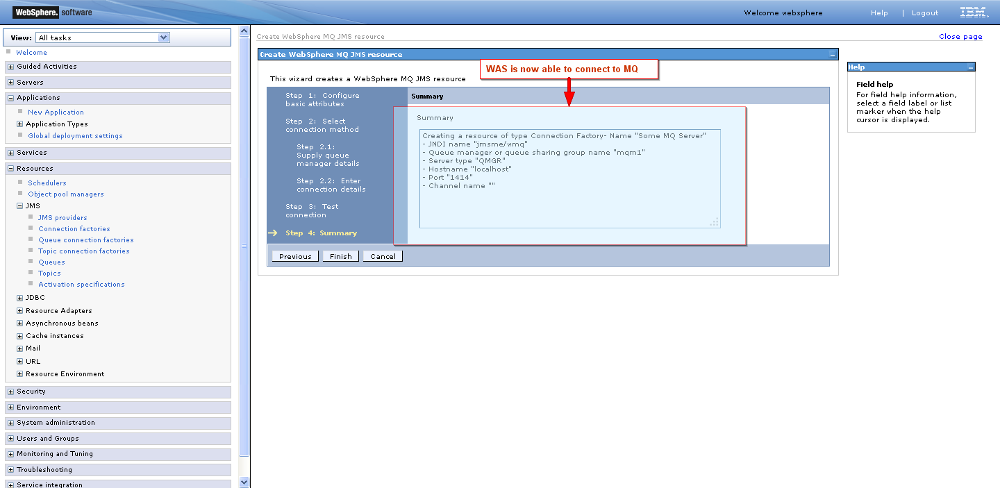 WebSphere. software
Welcome websphere
Help | Logout
IBM.
View: All tasks
Welcome
Guided Activities
Servers
Applications
New Application
Application Types
Global deployment settings
Services
Resources
Schedulers
Object pool managers
JMS
JMS providers
Connection factories
Queue connection factories
Topic connection factories
Queues
Topics
Activation specifications
JDBC
Resource Adapters
Asynchronous beans
Cache instances
Mail
URL
Resource Environment
Security
Environment
System administration
Users and Groups
Monitoring and Tuning
Troubleshooting
Service integration
Create WebSphere MQ JMS resource
Close page
Create WebSphere MQ JMS resource
WAS is now able to connect to MQ
This wizard creates a WebSphere MQ JMS resource
Step 1: Configure
basic attributes
Step 2: Select
connection method
Step 2.1:
Supply queue
manager details
Step 2.2: Enter
connection details
Step 3: Test
connection
Step 4: Summary
Summary
Summary
Creating a resource of type Connection Factory- Name "Some MQ Server"
- JNDI name "jmsme/wmq"
- Queue manager or queue sharing group name "mqm1"
- Server type "QMGR"
- Hostname "localhost"
- Port "1414"
- Channel name ""
Previous Finish Cancel
Help
Field help
For field help information,
select a field label or list
marker when the help
cursor is displayed.